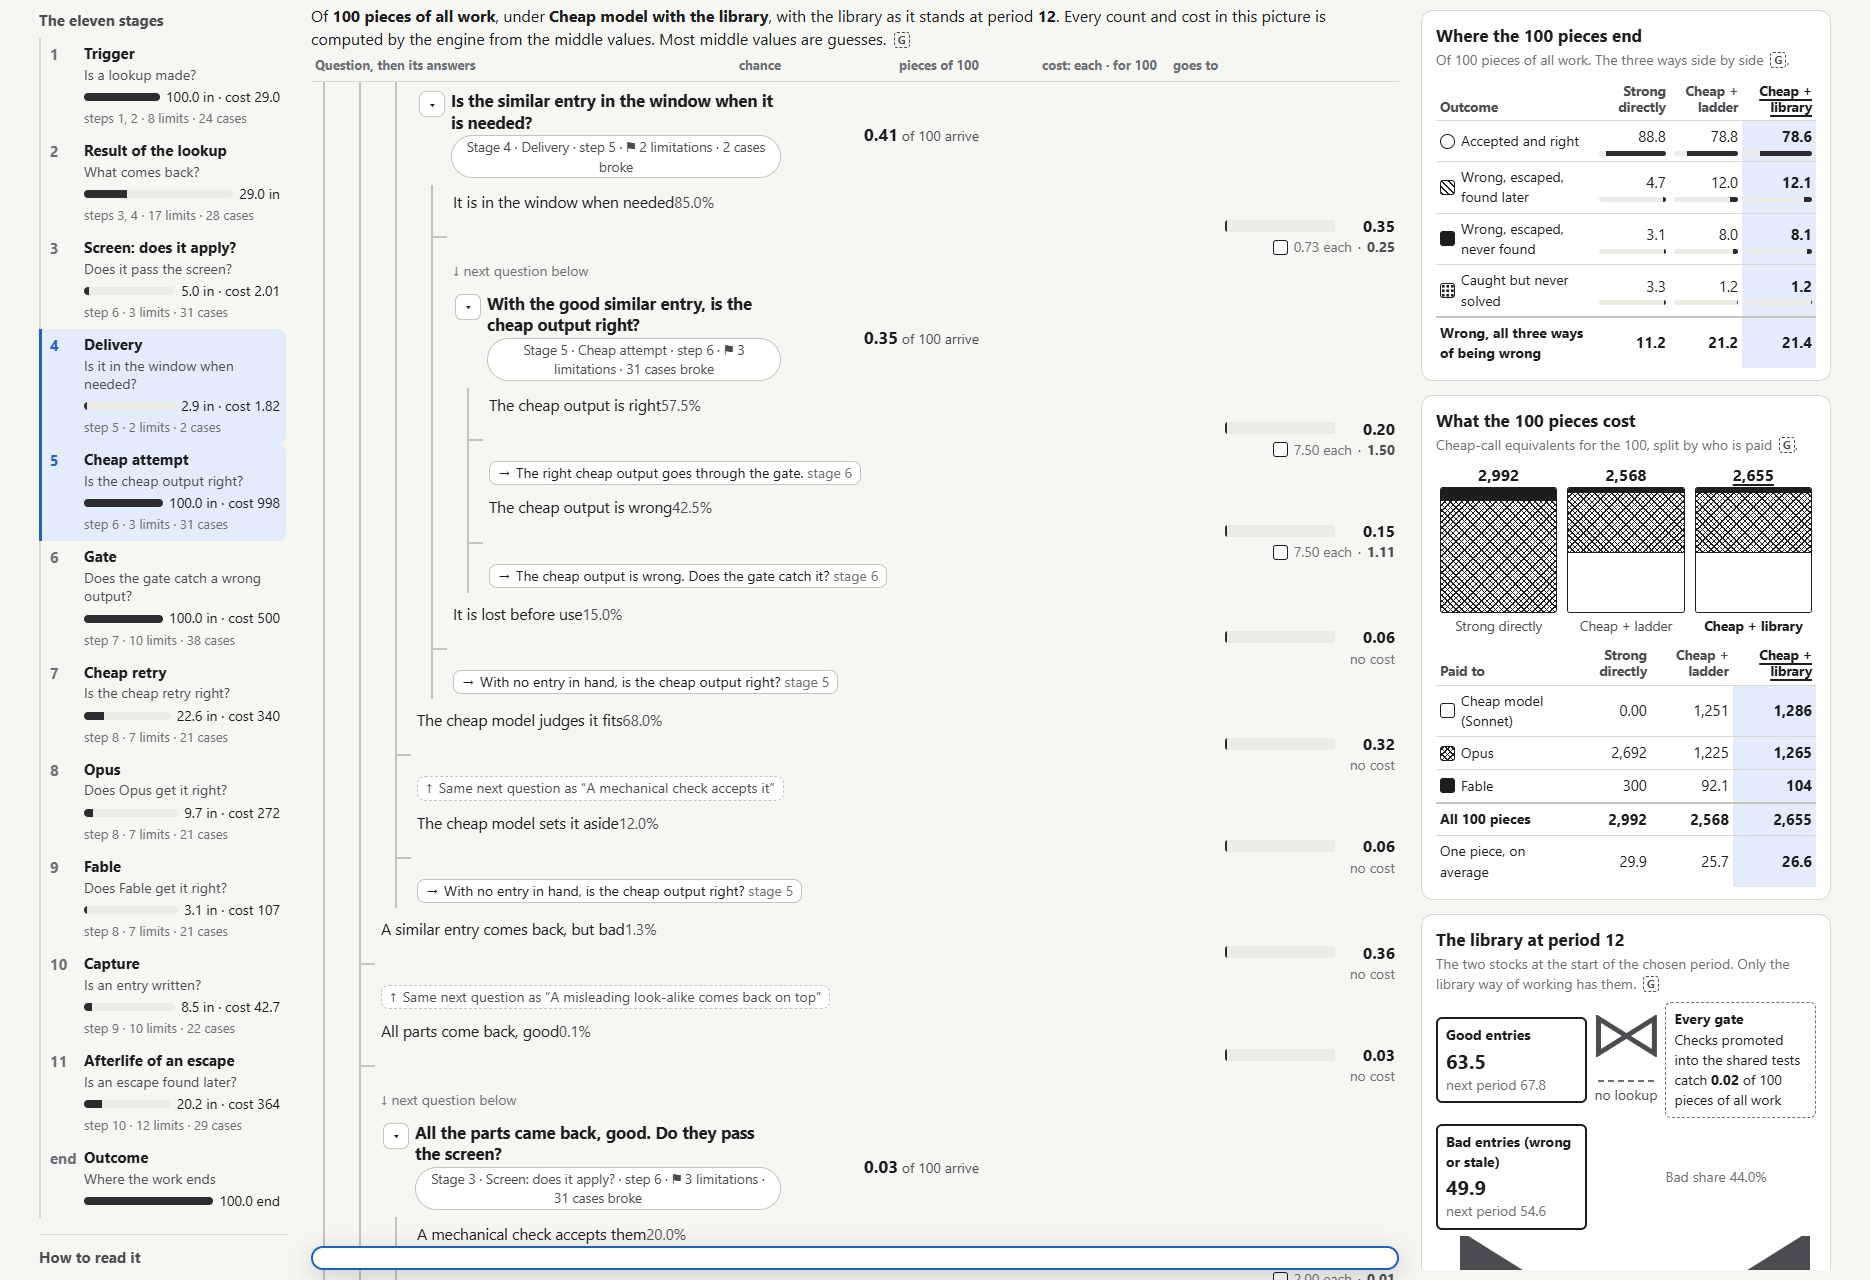 The eleven stages
1
Trigger
Is a lookup made?
100.0 in · cost 29.0
steps 1, 2 · 8 limits · 24 cases
2
Result of the lookup
What comes back?
29.0 in
steps 3, 4 · 17 limits · 28 cases
3
Screen: does it apply?
Does it pass the screen?
5.0 in · cost 2.01
step 6 · 3 limits · 31 cases
4
Delivery
Is it in the window when
needed?
2.9 in · cost 1.82
step 5 · 2 limits · 2 cases
5
Cheap attempt
Is the cheap output right?
100.0 in · cost 998
step 6 · 3 limits · 31 cases
6
Gate
Does the gate catch a wrong
output?
100.0 in · cost 500
step 7 · 10 limits · 38 cases
7
Cheap retry
Is the cheap retry right?
22.6 in · cost 340
step 8 · 7 limits · 21 cases
8
Opus
Does Opus get it right?
9.7 in · cost 272
step 8 · 7 limits · 21 cases
9
Fable
Does Fable get it right?
3.1 in · cost 107
step 8 · 7 limits · 21 cases
10
Capture
Is an entry written?
8.5 in · cost 42.7
step 9 · 10 limits · 22 cases
11
Afterlife of an escape
Is an escape found later?
20.2 in · cost 364
step 10 · 12 limits · 29 cases
end
Outcome
Where the work ends
100.0 end
How to read it
Of 100 pieces of all work, under Cheap model with the library, with the library as it stands at period 12. Every count and cost in this picture is
computed by the engine from the middle values. Most middle values are guesses. G
Question, then its answers chance pieces of 100 cost: each · for 100 goes to
Is the similar entry in the window when it
is needed?
0.41 of 100 arrive
Stage 4 · Delivery · step 5 · ⚑ 2 limitations · 2 cases
broke
It is in the window when needed85.0%
0.35
0.73 each · 0.25
↓ next question below
With the good similar entry, is the
cheap output right?
0.35 of 100 arrive
Stage 5 · Cheap attempt · step 6 · ⚑ 3
limitations · 31 cases broke
The cheap output is right57.5%
0.20
7.50 each · 1.50
→ The right cheap output goes through the gate. stage 6
The cheap output is wrong42.5%
0.15
7.50 each · 1.11
→ The cheap output is wrong. Does the gate catch it? stage 6
It is lost before use15.0%
0.06
no cost
→ With no entry in hand, is the cheap output right? stage 5
The cheap model judges it fits68.0%
0.32
no cost
↑ Same next question as “A mechanical check accepts it”
The cheap model sets it aside12.0%
0.06
no cost
→ With no entry in hand, is the cheap output right? stage 5
A similar entry comes back, but bad1.3%
0.36
no cost
↑ Same next question as “A misleading look-alike comes back on top”
All parts come back, good0.1%
0.03
no cost
↓ next question below
All the parts came back, good. Do they pass
the screen?
0.03 of 100 arrive
Stage 3 · Screen: does it apply? · step 6 · ⚑ 3 limitations ·
31 cases broke
A mechanical check accepts them20.0%
2.00 each · 0.01
Where the 100 pieces end
Of 100 pieces of all work. The three ways side by side G.
Outcome Strong directly Cheap + ladder Cheap + library
Accepted and right 88.8 78.8 78.6
Wrong, escaped, found later 4.7 12.0 12.1
Wrong, escaped, never found 3.1 8.0 8.1
Caught but never solved 3.3 1.2 1.2
Wrong, all three ways of being wrong 11.2 21.2 21.4
What the 100 pieces cost
Cheap-call equivalents for the 100, split by who is paid G.
2,992 2,568 2,655
Strong directly Cheap + ladder Cheap + library
Paid to Strong directly Cheap + ladder Cheap + library
Cheap model (Sonnet) 0.00 1,251 1,286
Opus 2,692 1,225 1,265
Fable 300 92.1 104
All 100 pieces 2,992 2,568 2,655
One piece, on average 29.9 25.7 26.6
The library at period 12
The two stocks at the start of the chosen period. Only the
library way of working has them. G
Good entries
63.5
next period 67.8
no lookup
Every gate
Checks promoted
into the shared tests
catch 0.02 of 100
pieces of all work
Bad entries (wrong
or stale)
49.9
next period 54.6
Bad share 44.0%